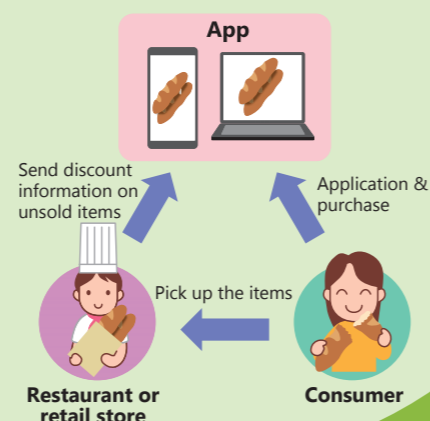 App
Send discount
information on
unsold items
Application &
purchase
Pick up the items
Restaurant or
retail store
Consumer